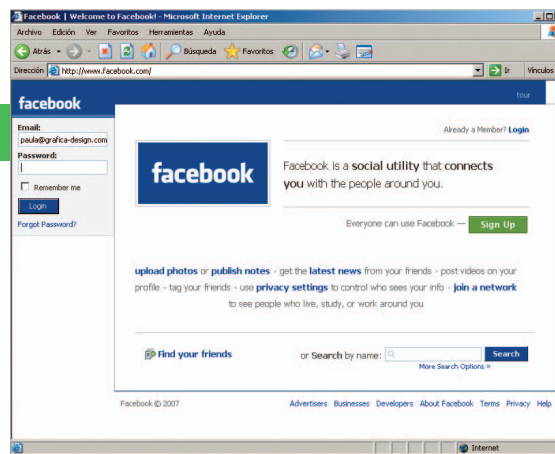 Facebook | Welcome to Facebook! - Microsoft Internet Explorer
Archivo Edición Ver Favoritos Herramientas Ayuda
Atrás Búsqueda Favoritos
Dirección http://www.facebook.com/ Ir Vínculos
tour
facebook
Email:
paula@grafica-design.com
Password:
Remember me
Login
Forgot Password?
Already a Member? Login
facebook
Facebook is a social utility that connects
you with the people around you.
Everyone can use Facebook — Sign Up
upload photos or publish notes - get the latest news from your friends - post videos on your
profile - tag your friends - use privacy settings to control who sees your info - join a network
to see people who live, study, or work around you
Find your friends or Search by name: Search
More Search Options »
Facebook © 2007 Advertisers Businesses Developers About Facebook Terms Privacy Help
Internet